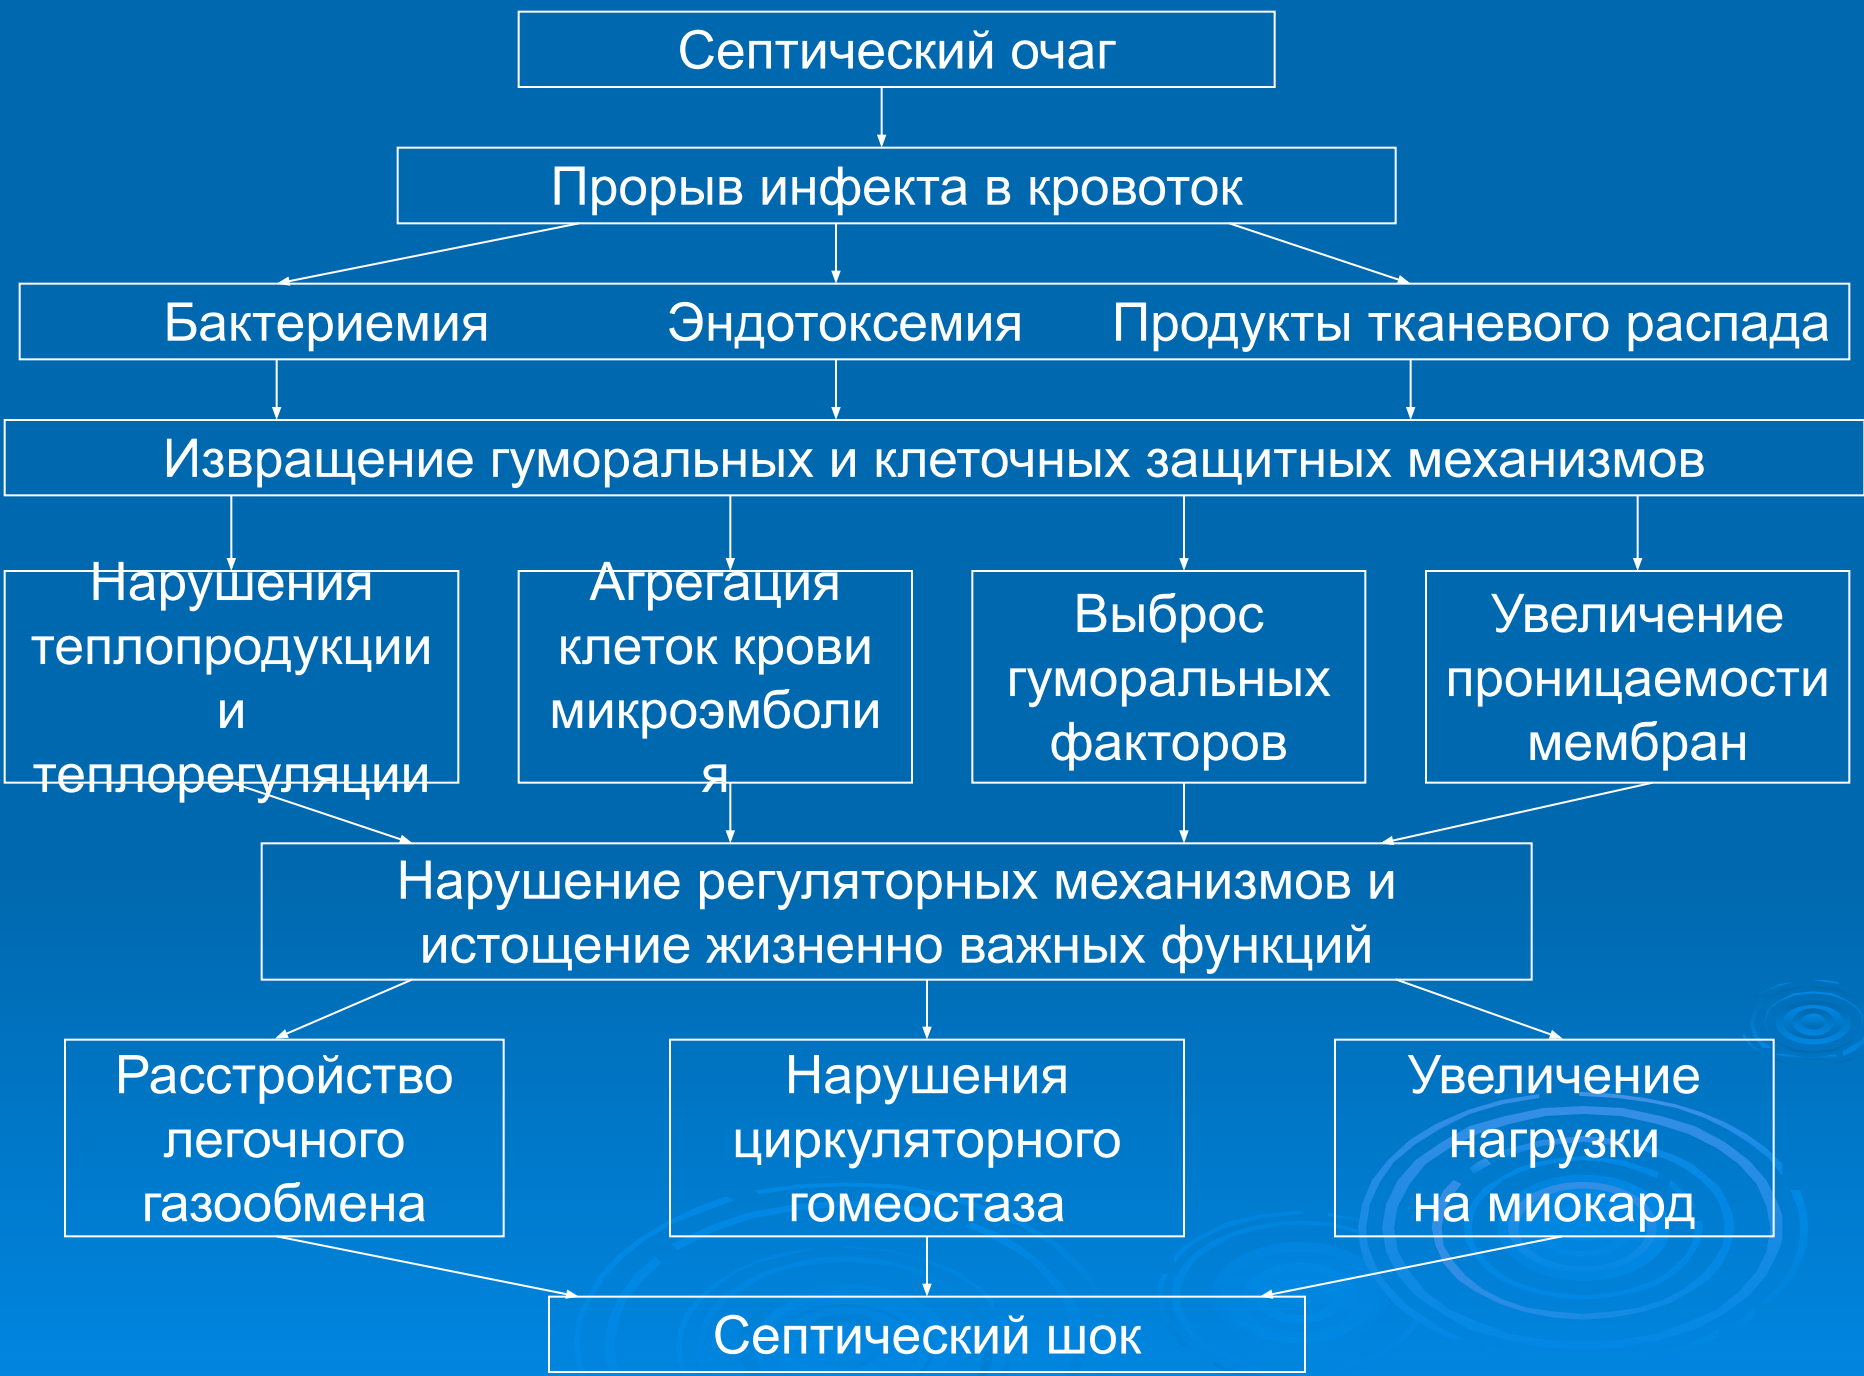 Септический очаг
Прорыв инфекта в кровоток
Бактериемия Эндотоксемия Продукты тканевого распада
Извращение гуморальных и клеточных защитных механизмов
Нарушения
теплопродукции
и
теплорегуляции
Агрегация
клеток крови
микроэмболи
я
Выброс
гуморальных
факторов
Увеличение
проницаемости
мембран
Нарушение регуляторных механизмов и
истощение жизненно важных функций
Расстройство
легочного
газообмена
Нарушения
циркуляторного
гомеостаза
Увеличение
нагрузки
на миокард
Септический шок